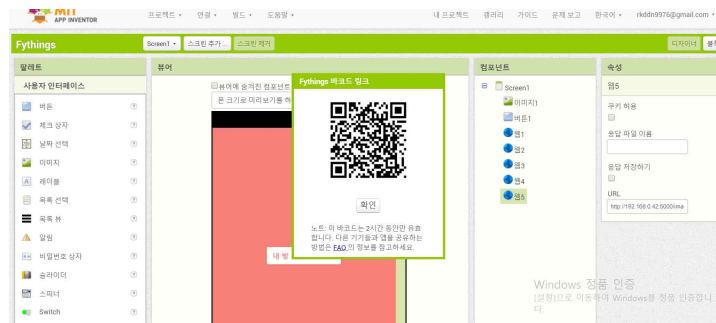 MIT
APP INVENTOR
프로젝트 • 연결 • 빌드 • 도움말 •
내 프로젝트 갤러리 가이드 문제 보고 한국어 • rkddn9976@gmail.com •
Fythings
Screen1 •
스크린 추가...
스크린 제거
디자이너
팔레트
뷰어
컴포넌트
속성
사용자 인터페이스
버튼
체크 상자
날짜 선택
이미지
레이블
목록 선택
목록 뷰
알림
비밀번호 상자
슬라이더
스피너
Switch
뷰어에 숨겨진 컴포넌트
폰 크기로 미리보기를 하
내 발
Fythings 바코드 링크
확인
노트: 이 바코드는 2시간 동안만 유효
합니다. 다른 기기들과 앱을 공유하는
방법은 FAQ 의 정보를 참고하세요.
Screen1
이미지1
버튼1
웹1
웹2
웹3
웹4
웹5
웹5
쿠키 허용
응답 파일 이름
응답 저장하기
URL
http://192.168.0.42:5000/ima
Windows 정품 인증
[설정]으로 이동하여 Windows를 정품 인증합니
다.